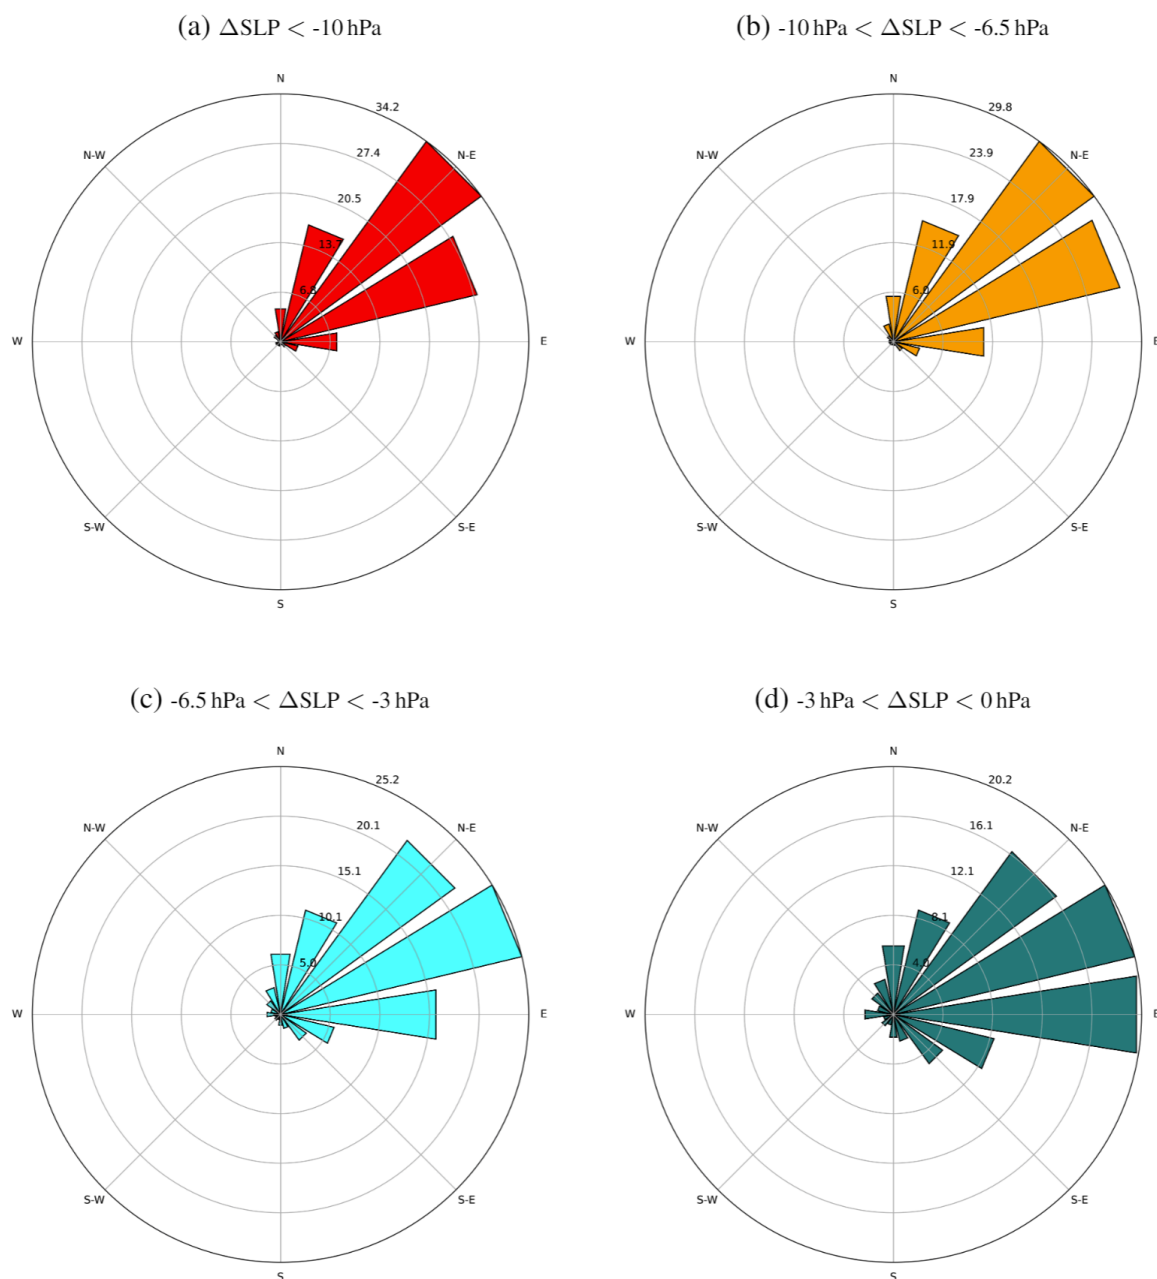 (a) ΔSLP < -10 hPa
(b) -10 hPa < ΔSLP < -6.5 hPa
N
34.2
27.4
20.5
13.7
6.8
N-W
N-E
W
E
S-W
S-E
S
N
29.8
23.9
17.9
11.9
6.0
N-W
N-E
W
E
S-W
S-E
S
(c) -6.5 hPa < ΔSLP < -3 hPa
(d) -3 hPa < ΔSLP < 0 hPa
N
25.2
20.1
15.1
10.1
5.0
N-W
N-E
W
E
S-W
S-E
S
N
20.2
16.1
12.1
8.1
4.0
N-W
N-E
W
E
S-W
S-E
S